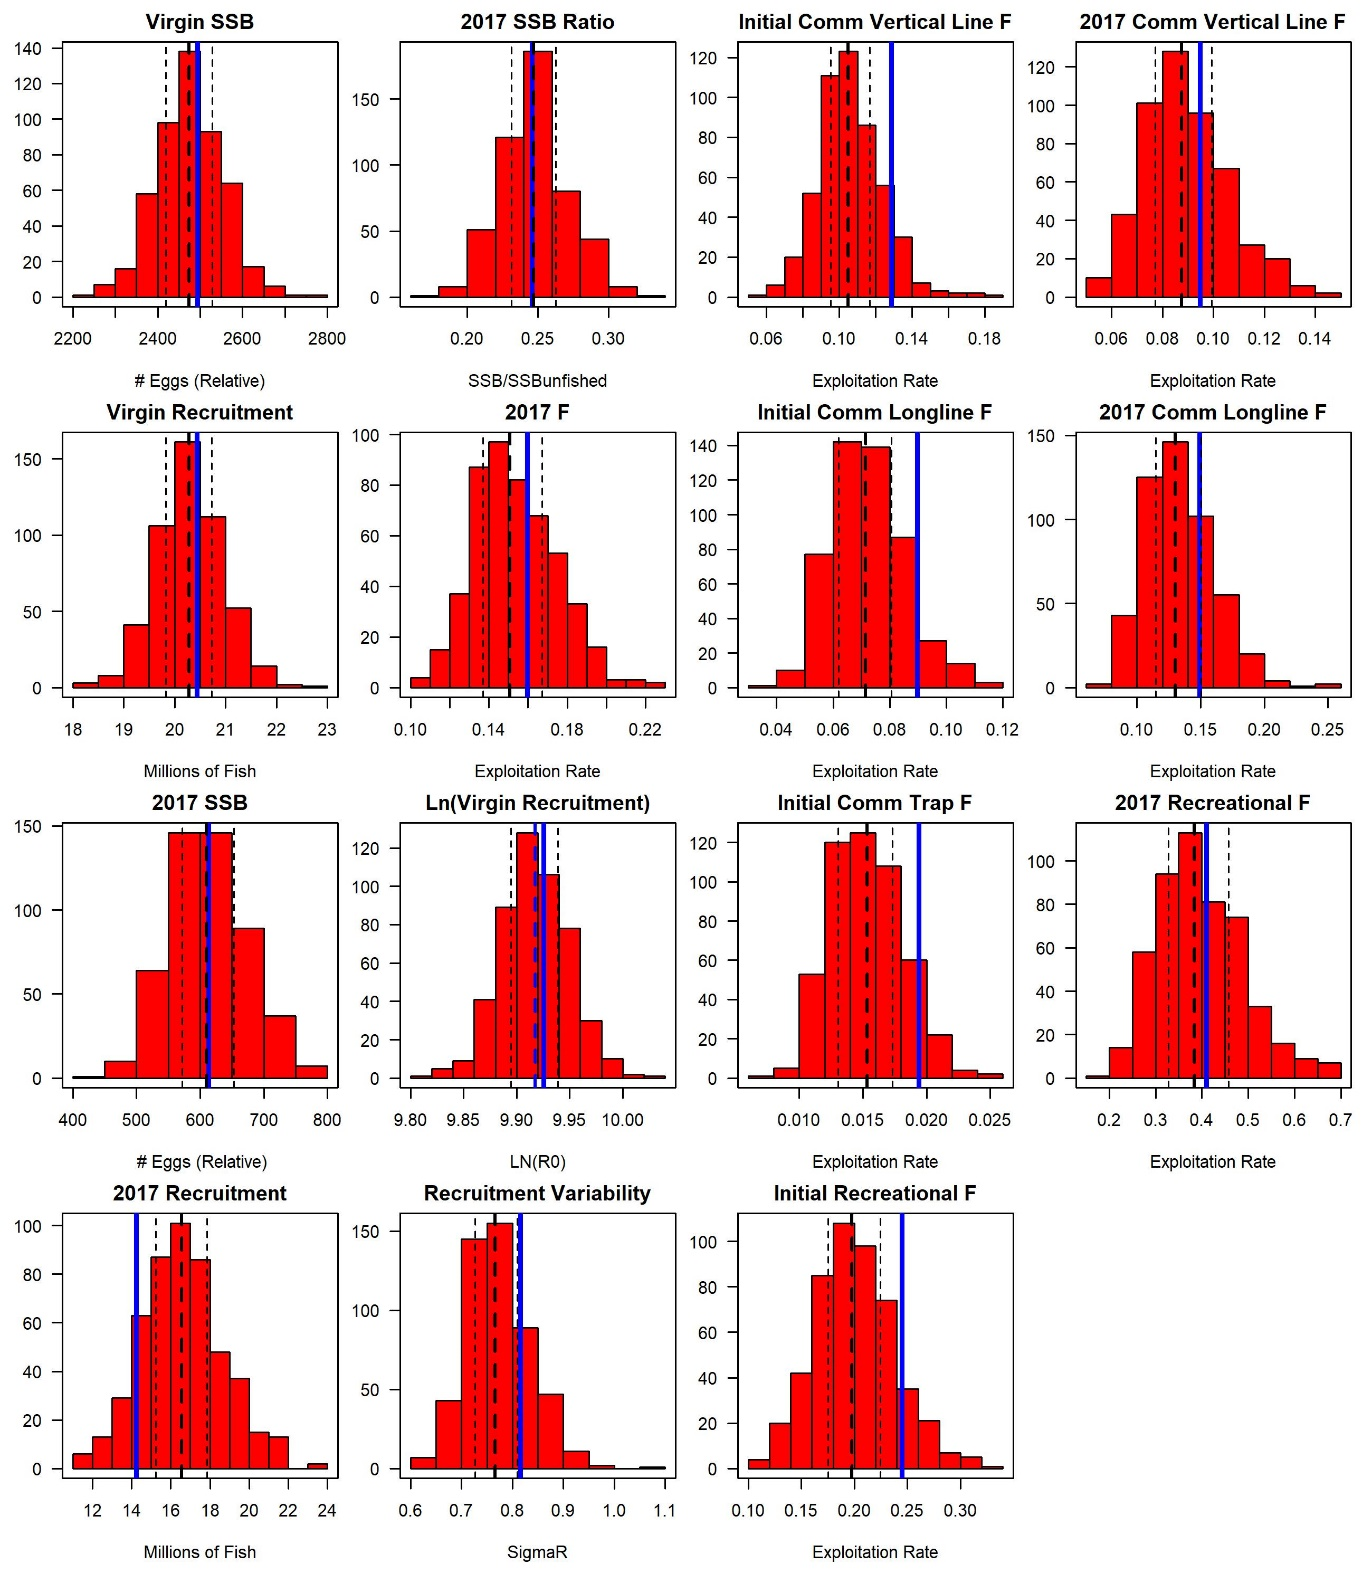 Virgin SSB
140
120
100
80
60
40
20
0
2200 2400 2600 2800
# Eggs (Relative)
2017 SSB Ratio
150
100
50
0
0.20 0.25 0.30
SSB/SSBunfished
Initial Comm Vertical Line F
120
100
80
60
40
20
0
0.06 0.10 0.14 0.18
Exploitation Rate
2017 Comm Vertical Line F
120
100
80
60
40
20
0
0.06 0.08 0.10 0.12 0.14
Exploitation Rate
Virgin Recruitment
150
100
50
0
18 19 20 21 22 23
Millions of Fish
2017 F
100
80
60
40
20
0
0.10 0.14 0.18 0.22
Exploitation Rate
Initial Comm Longline F
140
120
100
80
60
40
20
0
0.04 0.06 0.08 0.10 0.12
Exploitation Rate
2017 Comm Longline F
150
100
50
0
0.10 0.15 0.20 0.25
Exploitation Rate
2017 SSB
150
100
50
0
400 500 600 700 800
# Eggs (Relative)
Ln(Virgin Recruitment)
120
100
80
60
40
20
0
9.80 9.85 9.90 9.95 10.00
LN(R0)
Initial Comm Trap F
120
100
80
60
40
20
0
0.010 0.015 0.020 0.025
Exploitation Rate
2017 Recreational F
100
80
60
40
20
0
0.2 0.3 0.4 0.5 0.6 0.7
Exploitation Rate
2017 Recruitment
100
80
60
40
20
0
12 14 16 18 20 22 24
Millions of Fish
Recruitment Variability
150
100
50
0
0.6 0.7 0.8 0.9 1.0 1.1
SigmaR
Initial Recreational F
100
80
60
40
20
0
0.10 0.15 0.20 0.25 0.30
Exploitation Rate